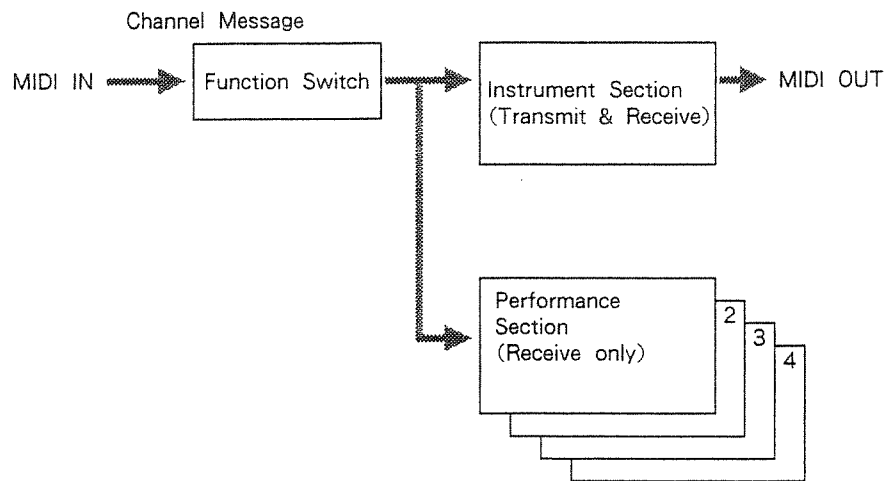 Channel Message
MIDI IN
Function Switch
Instrument Section
(Transmit & Receive)
MIDI OUT
Performance
Section
(Receive only)
2
3
4